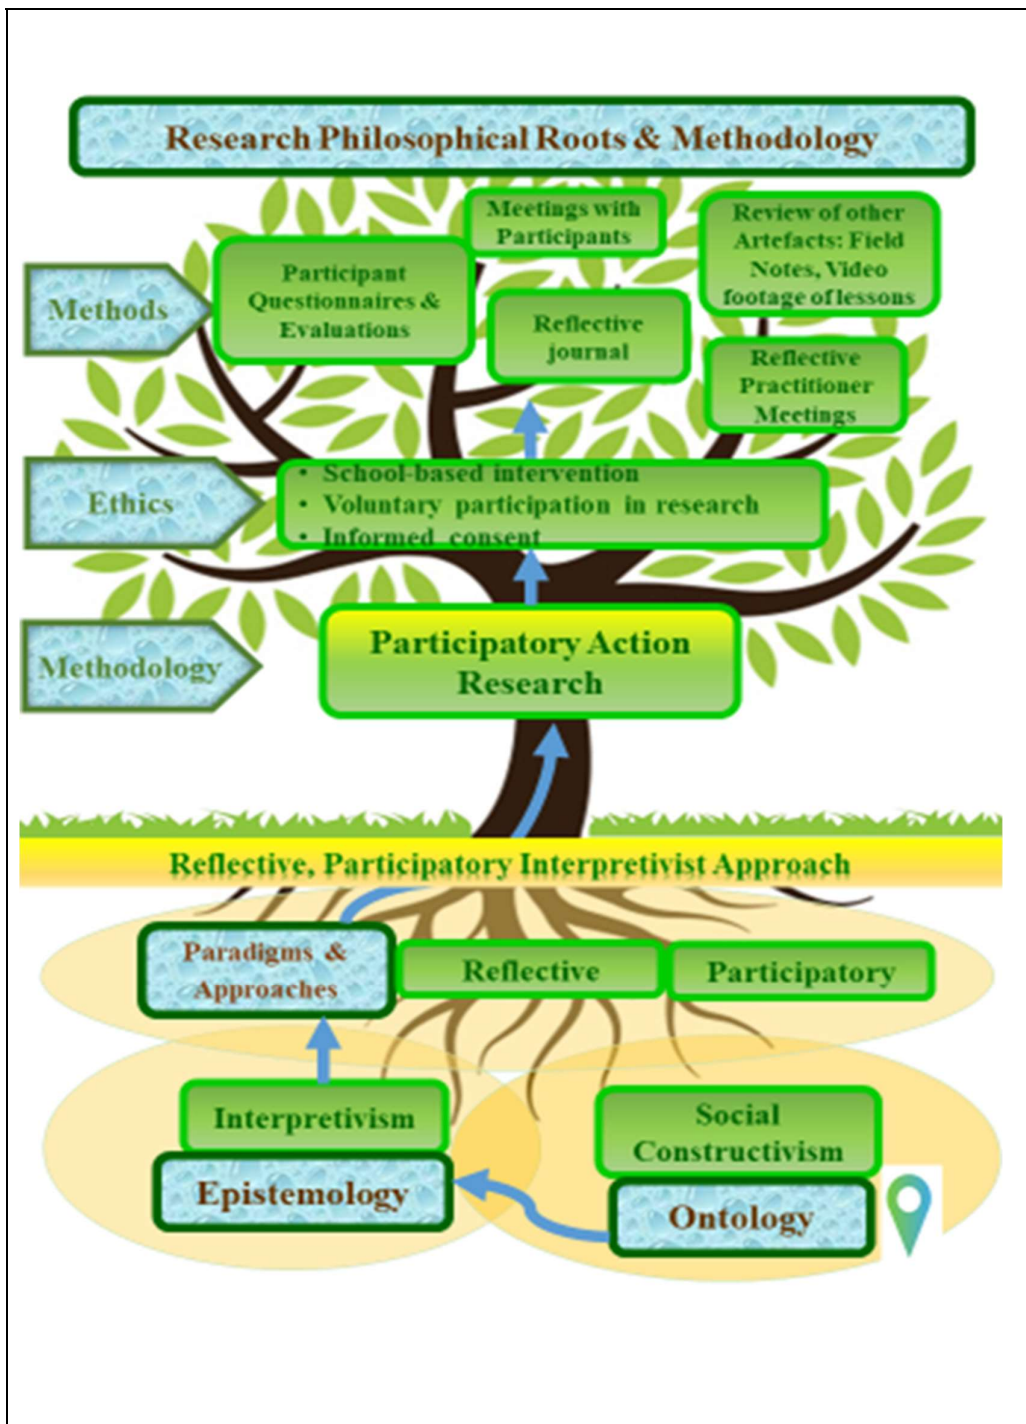 Research Philosophical Roots & Methodology
Meetings with
Participants
Review of other
Artefacts: Field
Notes, Video
footage of lessons
Participant
Questionnaires &
Evaluations
Methods
Reflective
journal
Reflective
Practitioner
Meetings
Ethics
• School-based intervention
• Voluntary participation in research
• Informed consent
Methodology
Participatory Action
Research
Reflective, Participatory Interpretivist Approach
Paradigms &
Approaches
Reflective
Participatory
Interpretivism
Epistemology
Social
Constructivism
Ontology